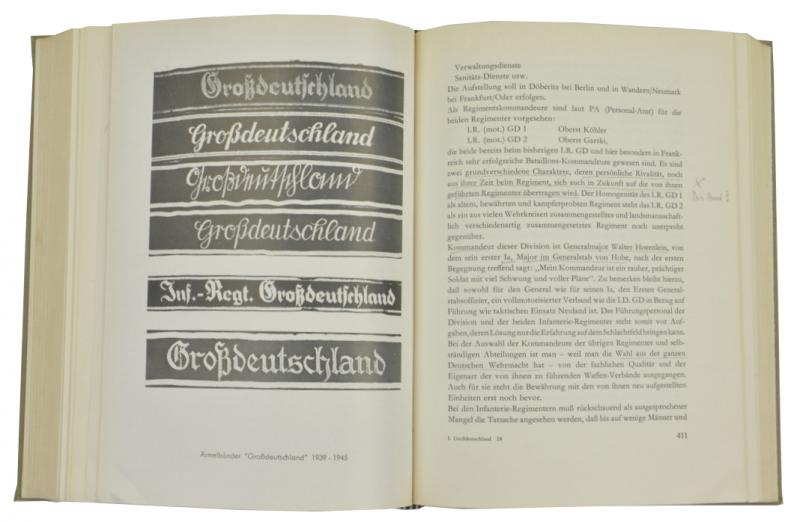 Großdeutschland
Großdeutschland
Großdeutschland
Großdeutschland
Inf.-Regt. Großdeutschland
Großdeutschland
Ärmelbänder "Großdeutschland" 1939 - 1945
Verwaltungsdienste
Sanitäts-Dienste usw.
Die Aufstellung soll in Döberitz bei Berlin und in Wandern/Neumark
bei Frankfurt/Oder erfolgen.
Als Regimentskommandeure sind laut PA (Personal-Amt) für die
beiden Regimenter vorgesehen:
I.R. (mot.) GD 1 Oberst Köhler
I.R. (mot.) GD 2 Oberst Garski,
die beide bereits beim bisherigen I.R. GD und hier besonders in Frank-
reich sehr erfolgreiche Bataillons-Kommandeure gewesen sind. Es sind
zwei grundverschiedene Charaktere, deren persönliche Rivalität, noch
aus ihrer Zeit beim Regiment, sich auch in Zukunft auf die von ihnen
geführten Regimenter übertragen wird. Der Homogenität des I.R. GD 1
als altem, bewährten und kampferprobten Regiment steht das I.R. GD 2
als ein aus vielen Wehrkreisen zusammengestelltes und landsmannschaft-
lich verschiedenartig zusammengesetztes Regiment noch unerprobt
gegenüber.
Kommandeur dieser Division ist Generalmajor Walter Hoernlein, von
dem sein erster Ia, Major im Generalstab von Hobe, nach der ersten
Begegnung treffend sagt: „Mein Kommandeur ist ein rauher, prächtiger
Soldat mit viel Schwung und voller Pläne“. Es bleibt noch hierzu,
daß sowohl für den General wie für seinen Ia, den Ersten General-
stabsoffizier, ein vollmotorisierter Verband wie die I.D. GD in Bezug auf
Führung wie taktischen Einsatz Neuland ist. Das Führungspersonal der
Division und der beiden Infanterie-Regimenter steht somit vor Auf-
gaben, deren Lösung nur die Erfahrung auf dem Schlachtfeld bringen kann.
Bei der Auswahl der Kommandeure der übrigen Regimenter und selb-
ständigen Abteilungen ist man – weil man die Wahl aus der ganzen
Deutschen Wehrmacht hat – von der fachlichen Qualität und der
Eigenart der von ihnen zu führenden Waffen-Verbände ausgegangen.
Auch für sie steht die Bewährung mit den von ihnen neu aufgestellten
Einheiten erst noch bevor.
Bei den Infanterie-Regimentern muß rückschauend als ausgesprochener
Mangel die Tatsache angesehen werden, daß bis auf wenige Männer und
I. Großdeutschland 24 411